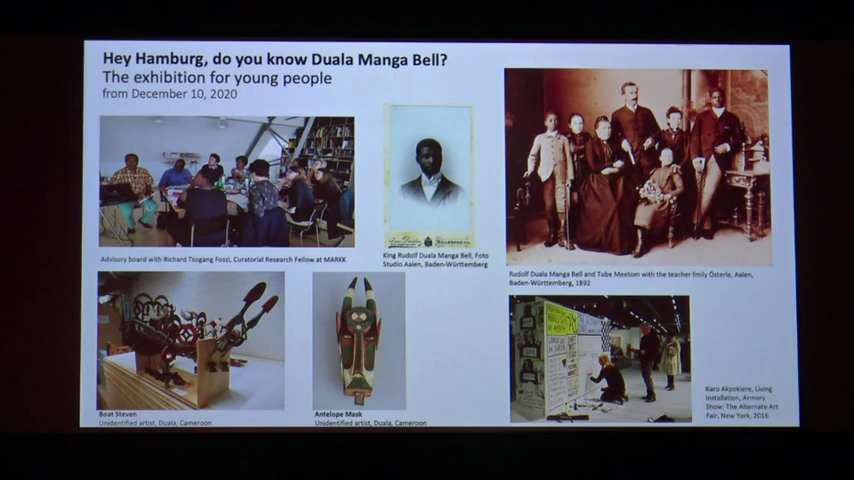 Hey Hamburg, do you know Duala Manga Bell?
The exhibition for young people
from December 10, 2020
Advisory board with Richard Tsogang Fossi, Curatorial Research Fellow at MARKK
King Rudolf Duala Manga Bell, Foto
Studio Aalen, Baden-Württemberg
Rudolf Duala Manga Bell and Tube Meetom with the teacher Emily Österle, Aalen,
Baden-Württemberg, 1892
Boat Steven
Unidentified artist, Duala, Cameroon
Antelope Mask
Unidentified artist, Duala, Cameroon
Karo Akpokiere, Living
Installation, Armory
Show: The Alternate Art
Fair, New York, 2016